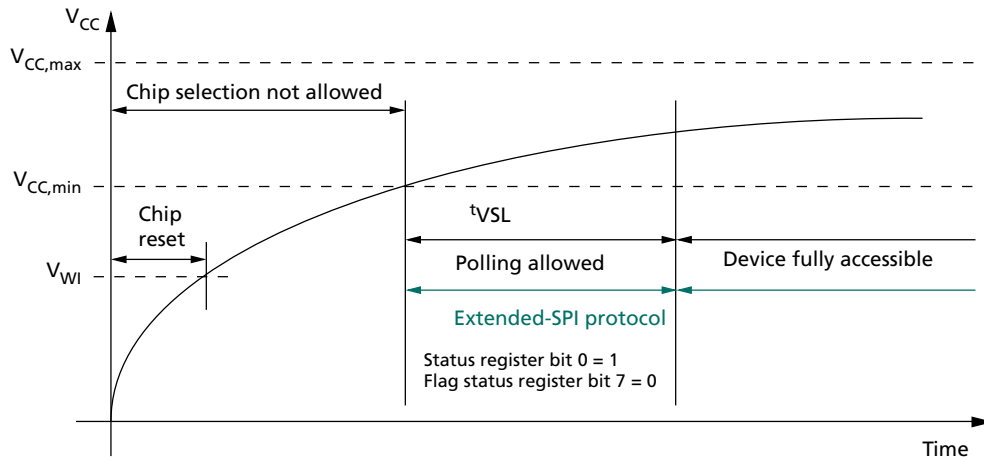 VCC
VCC,max
Chip selection not allowed
VCC,min
Chip
reset
tVSL
VWI
Polling allowed
Device fully accessible
Extended-SPI protocol
Status register bit 0 = 1
Flag status register bit 7 = 0
Time